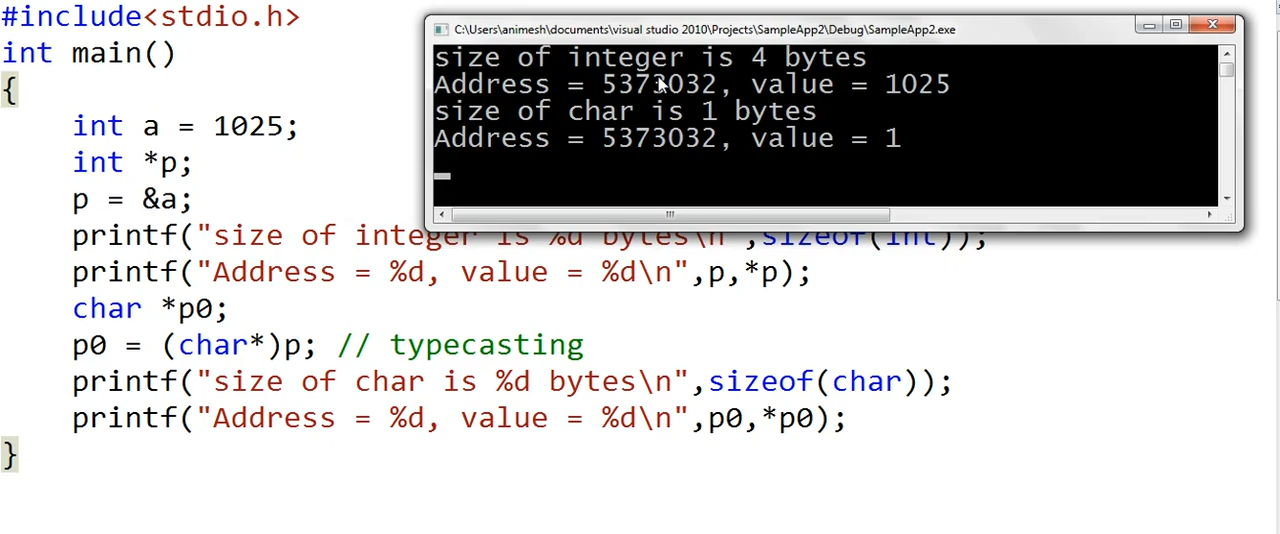 #include<stdio.h>
int main()
{
int a = 1025;
int *p;
p = &a;
printf("size of integer is %d bytes\n",sizeof(int));
printf("Address = %d, value = %d\n",p,*p);
char *p0;
p0 = (char*)p; // typecasting
printf("size of char is %d bytes\n",sizeof(char));
printf("Address = %d, value = %d\n",p0,*p0);
}
C:\Users\animesh\documents\visual studio 2010\Projects\SampleApp2\Debug\SampleApp2.exe
size of integer is 4 bytes
Address = 5373032, value = 1025
size of char is 1 bytes
Address = 5373032, value = 1